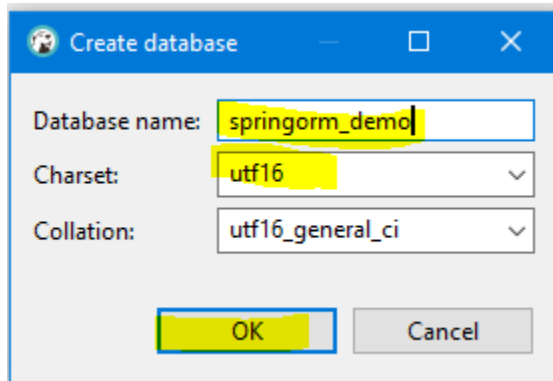 Create database
Database name: springorm_demo
Charset: utf16
Collation: utf16_general_ci
OK Cancel